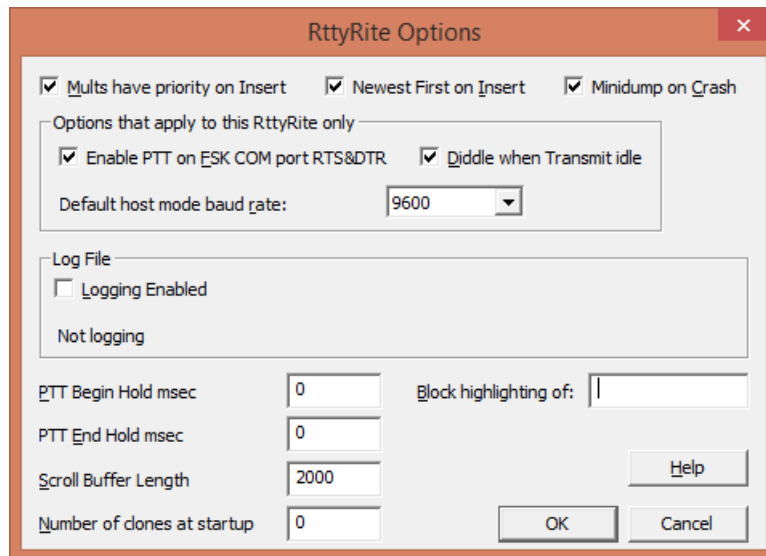 RttyRite Options
Mults have priority on Insert
Newest First on Insert
Minidump on Crash
Options that apply to this RttyRite only
Enable PTT on FSK COM port RTS&DTR
Diddle when Transmit idle
Default host mode baud rate:
9600
Log File
Logging Enabled
Not logging
PTT Begin Hold msec
0
Block highlighting of:
PTT End Hold msec
0
Scroll Buffer Length
2000
Help
Number of clones at startup
0
OK
Cancel